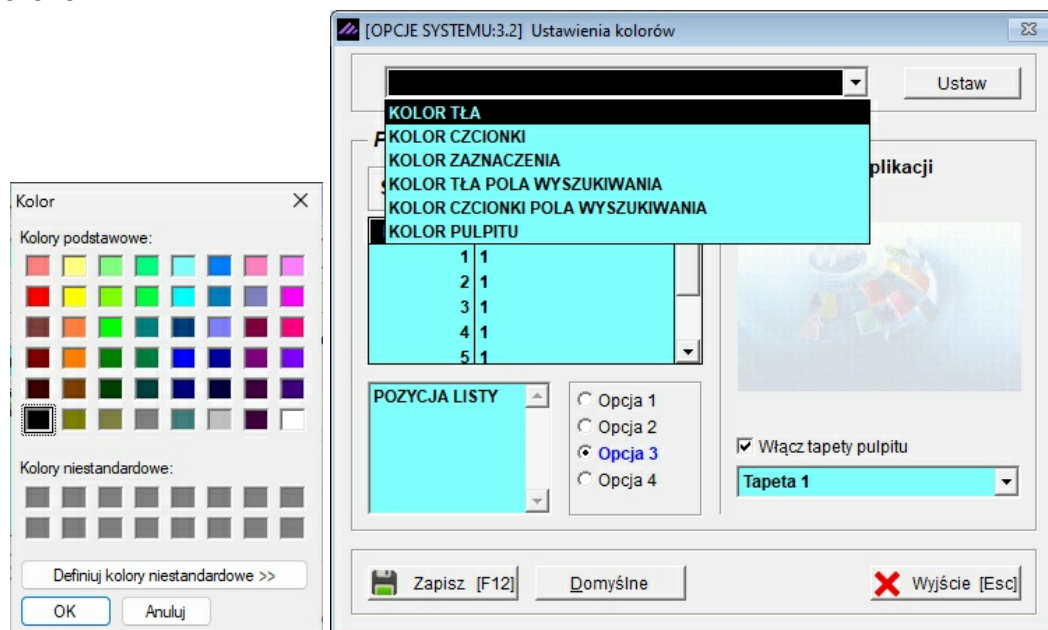 Kolor
Kolory podstawowe:
Kolory niestandardowe:
Definiuj kolory niestandardowe >>
OK
Anuluj
[OPCJE SYSTEMU:3.2] Ustawienia kolorów
Ustaw
KOLOR TŁA
KOLOR CZCIONKI
KOLOR ZAZNACZENIA
KOLOR TŁA POLA WYSZUKIWANIA
KOLOR CZCIONKI POLA WYSZUKIWANIA
KOLOR PULPITU
plikacji
1 1
2 1
3 1
4 1
5 1
POZYCJA LISTY
Opcja 1
Opcja 2
Opcja 3
Opcja 4
Włącz tapety pulpitu
Tapeta 1
Zapisz [F12]
Domyślne
Wyjście [Esc]